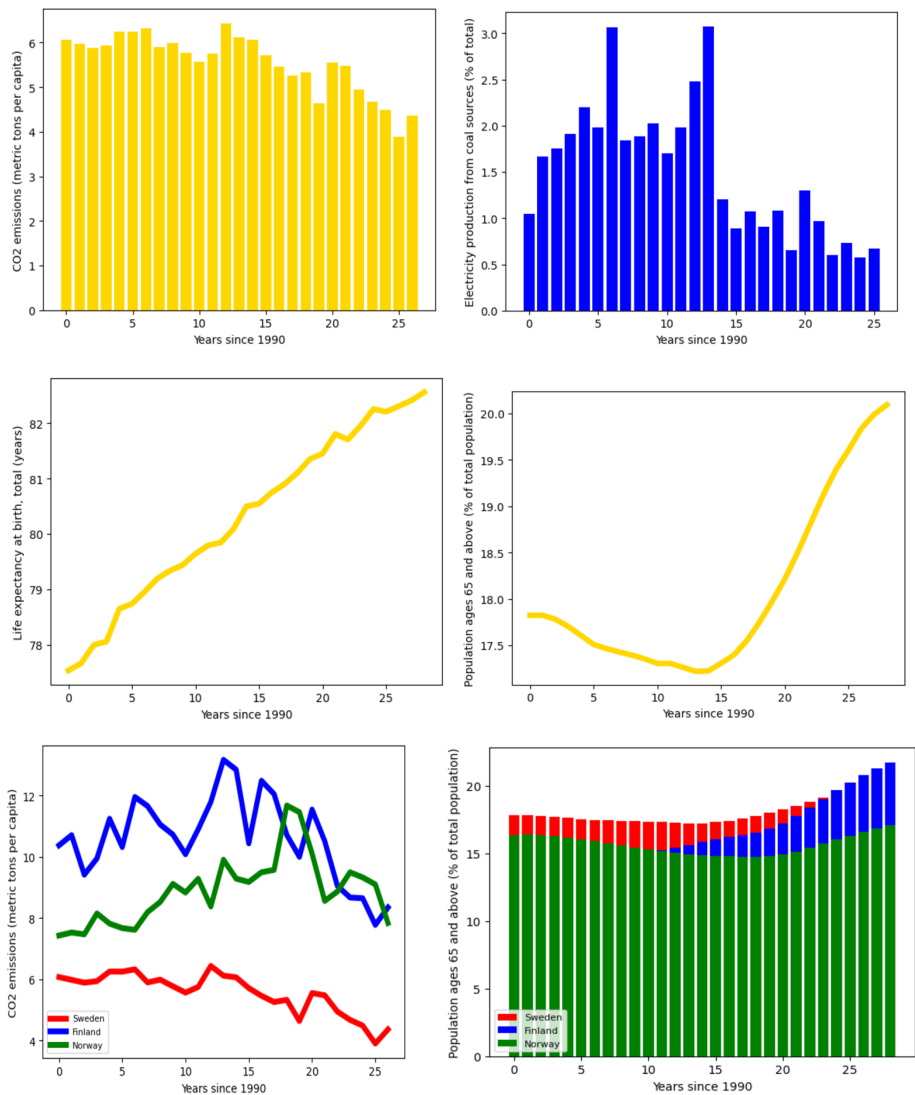 CO2 emissions (metric tons per capita)
6
5
4
3
2
1
0
0 5 10 15 20 25
Years since 1990
Electricity production from coal sources (% of total)
3.0
2.5
2.0
1.5
1.0
0.5
0.0
0 5 10 15 20 25
Years since 1990
Life expectancy at birth, total (years)
82
81
80
79
78
0 5 10 15 20 25
Years since 1990
Population ages 65 and above (% of total population)
20.0
19.5
19.0
18.5
18.0
17.5
0 5 10 15 20 25
Years since 1990
CO2 emissions (metric tons per capita)
12
10
8
6
4
Sweden
Finland
Norway
0 5 10 15 20 25
Years since 1990
Population ages 65 and above (% of total population)
20
15
10
5
0
Sweden
Finland
Norway
0 5 10 15 20 25
Years since 1990